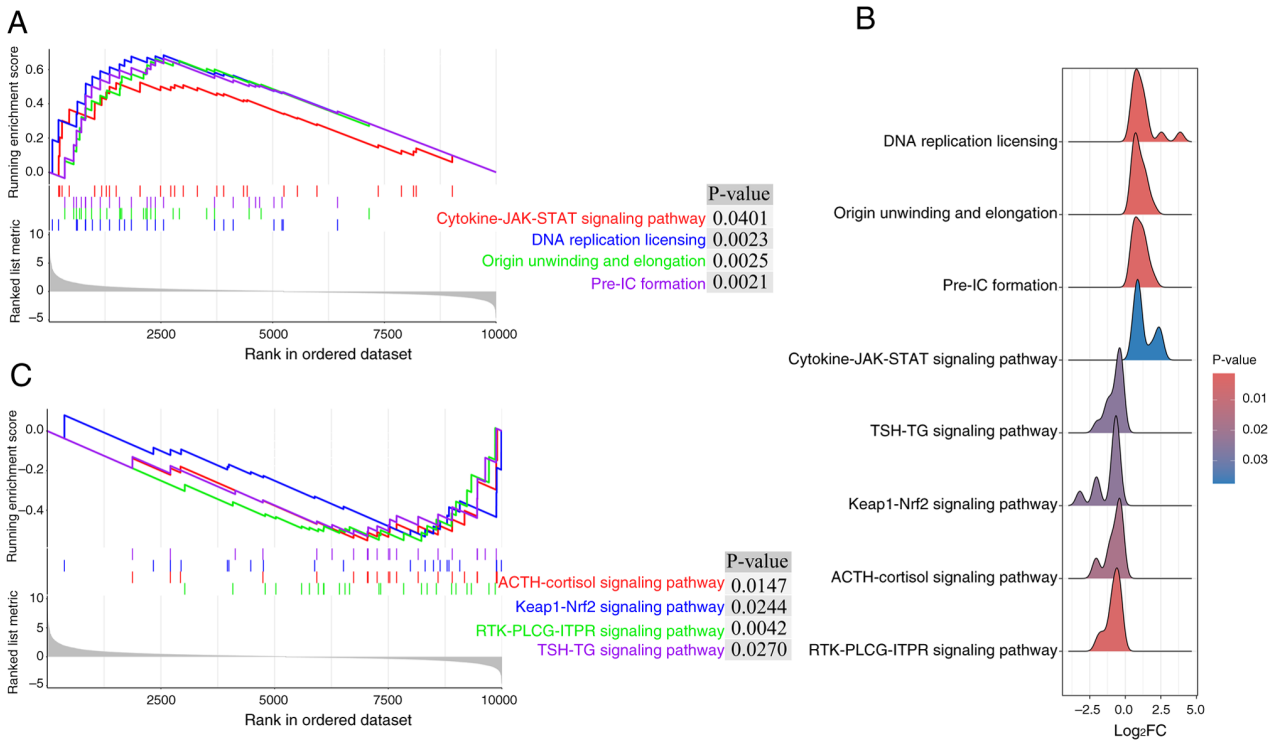 A
Running enrichment score
0.6
0.4
0.2
0.0
Ranked list metric
10
5
0
−5
2500
5000
7500
10000
Rank in ordered dataset
P-value
Cytokine-JAK-STAT signaling pathway 0.0401
DNA replication licensing 0.0023
Origin unwinding and elongation 0.0025
Pre-IC formation 0.0021
B
DNA replication licensing
Origin unwinding and elongation
Pre-IC formation
Cytokine-JAK-STAT signaling pathway
TSH-TG signaling pathway
Keap1-Nrf2 signaling pathway
ACTH-cortisol signaling pathway
RTK-PLCG-ITPR signaling pathway
−2.5 0.0 2.5 5.0
Log₂FC
P-value
0.01
0.02
0.03
C
Running enrichment score
0.0
−0.2
−0.4
Ranked list metric
10
5
0
−5
2500
5000
7500
10000
Rank in ordered dataset
P-value
ACTH-cortisol signaling pathway 0.0147
Keap1-Nrf2 signaling pathway 0.0244
RTK-PLCG-ITPR signaling pathway 0.0042
TSH-TG signaling pathway 0.0270